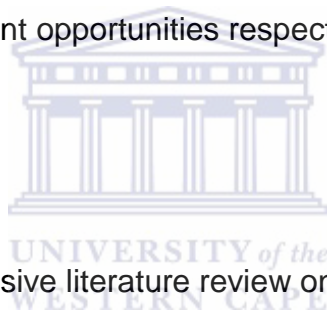 nt opportunities respect
UNIVERSITY of the
sive literature review or
WESTERN CAPE